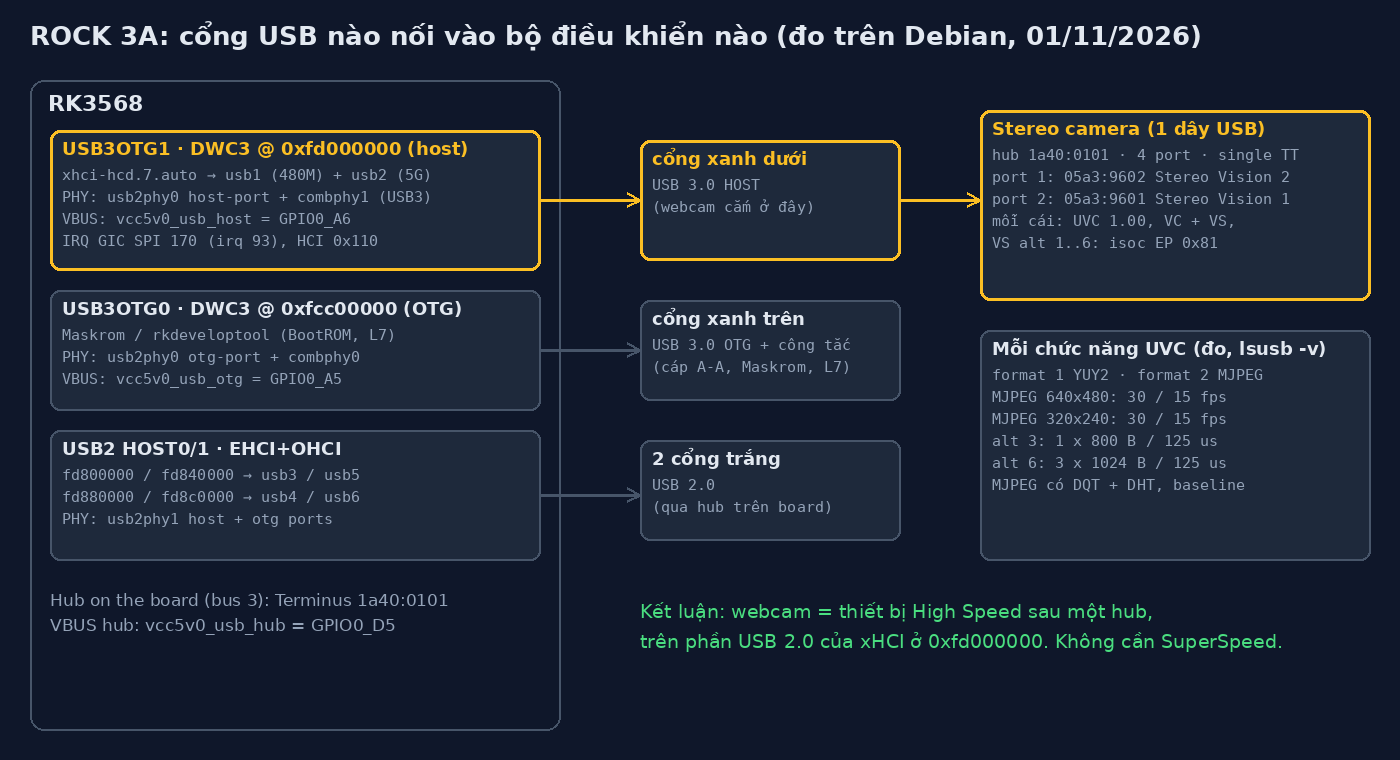 ROCK 3A: cổng USB nào nối vào bộ điều khiển nào (đo trên Debian, 01/11/2026)
RK3568
USB3OTG1 · DWC3 @ 0xfd000000 (host)
xhci-hcd.7.auto → usb1 (480M) + usb2 (5G)
PHY: usb2phy0 host-port + combphy1 (USB3)
VBUS: vcc5v0_usb_host = GPIO0_A6
IRQ GIC SPI 170 (irq 93), HCI 0x110
USB3OTG0 · DWC3 @ 0xfcc00000 (OTG)
Maskrom / rkdeveloptool (BootROM, L7)
PHY: usb2phy0 otg-port + combphy0
VBUS: vcc5v0_usb_otg = GPIO0_A5
USB2 HOST0/1 · EHCI+OHCI
fd800000 / fd840000 → usb3 / usb5
fd880000 / fd8c0000 → usb4 / usb6
PHY: usb2phy1 host + otg ports
Hub on the board (bus 3): Terminus 1a40:0101
VBUS hub: vcc5v0_usb_hub = GPIO0_D5
cổng xanh dưới
USB 3.0 HOST
(webcam cắm ở đây)
cổng xanh trên
USB 3.0 OTG + công tắc
(cáp A-A, Maskrom, L7)
2 cổng trắng
USB 2.0
(qua hub trên board)
Stereo camera (1 dây USB)
hub 1a40:0101 · 4 port · single TT
port 1: 05a3:9602 Stereo Vision 2
port 2: 05a3:9601 Stereo Vision 1
mỗi cái: UVC 1.00, VC + VS,
VS alt 1..6: isoc EP 0x81
Mỗi chức năng UVC (đo, lsusb -v)
format 1 YUY2 · format 2 MJPEG
MJPEG 640x480: 30 / 15 fps
MJPEG 320x240: 30 / 15 fps
alt 3: 1 x 800 B / 125 us
alt 6: 3 x 1024 B / 125 us
MJPEG có DQT + DHT, baseline
Kết luận: webcam = thiết bị High Speed sau một hub,
trên phần USB 2.0 của xHCI ở 0xfd000000. Không cần SuperSpeed.